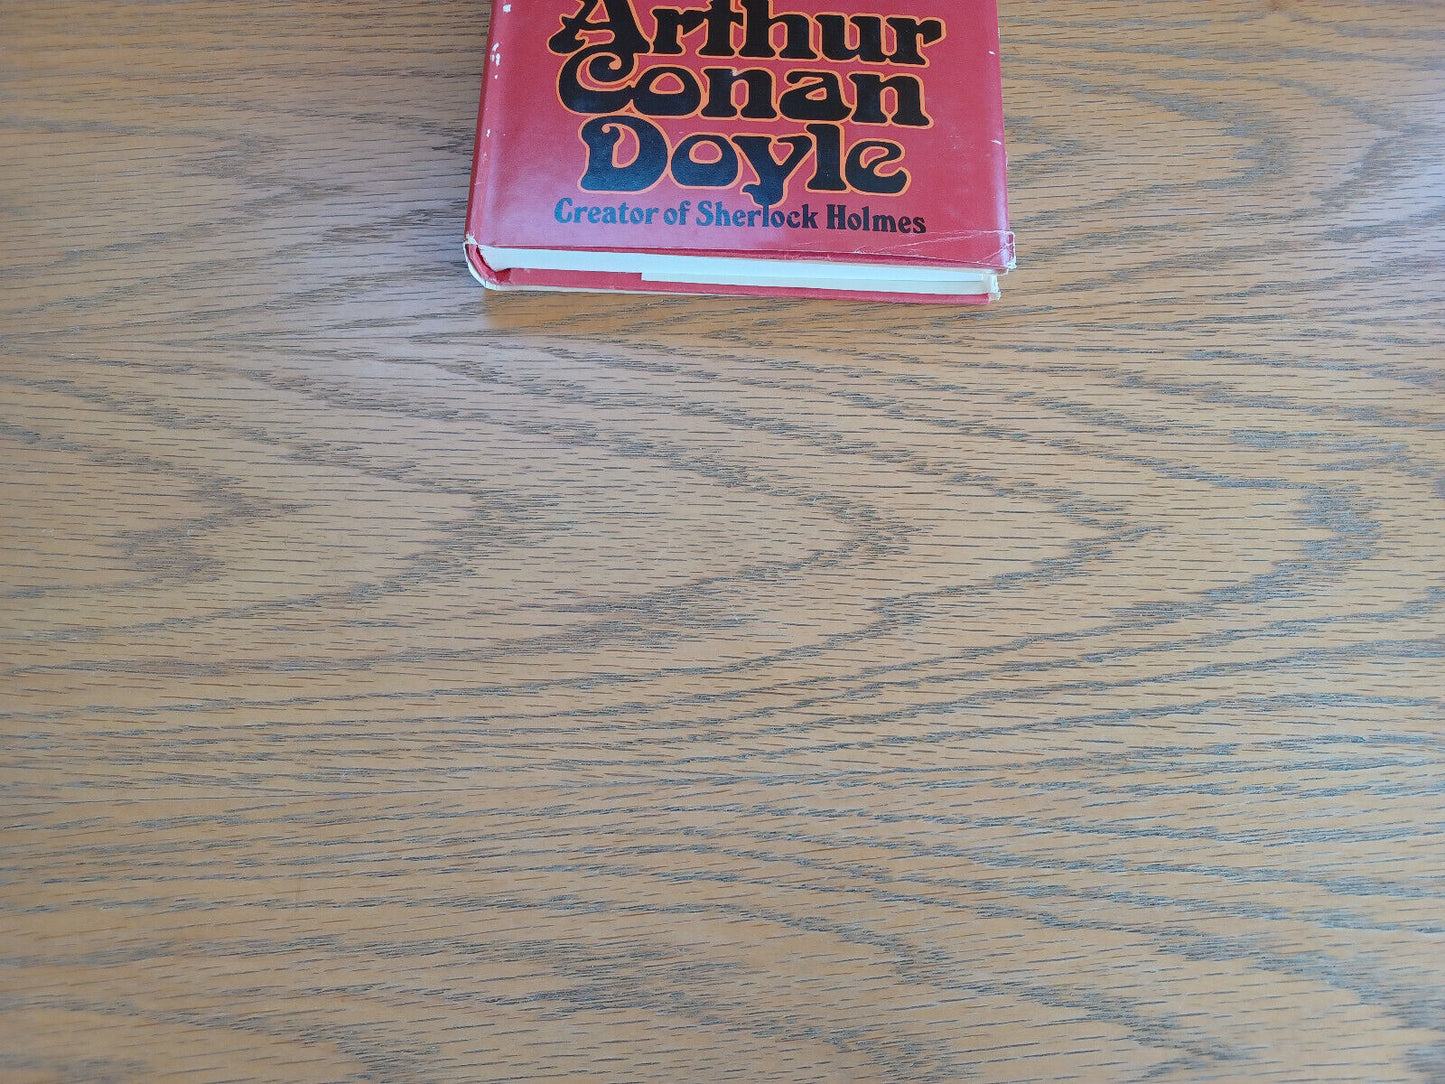 Arthur
Conan
Doyle
Creator of Sherlock Holmes